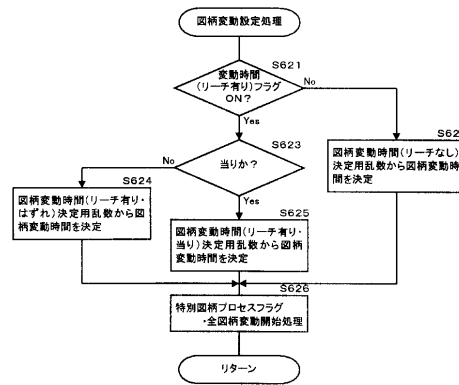 図柄変動設定処理
S621
変動時間
(リーチ有り)フラグ
ON?
No
Yes
S623
当りか?
No
Yes
S62
図柄変動時間(リーチなし)
決定用乱数から図柄変動時
間を決定
S624
図柄変動時間(リーチ有り・
はずれ)決定用乱数から図
柄変動時間を決定
S625
図柄変動時間(リーチ有り・
当り)決定用乱数から図柄
変動時間を決定
S626
特別図柄プロセスフラグ
・全図柄変動開始処理
リターン